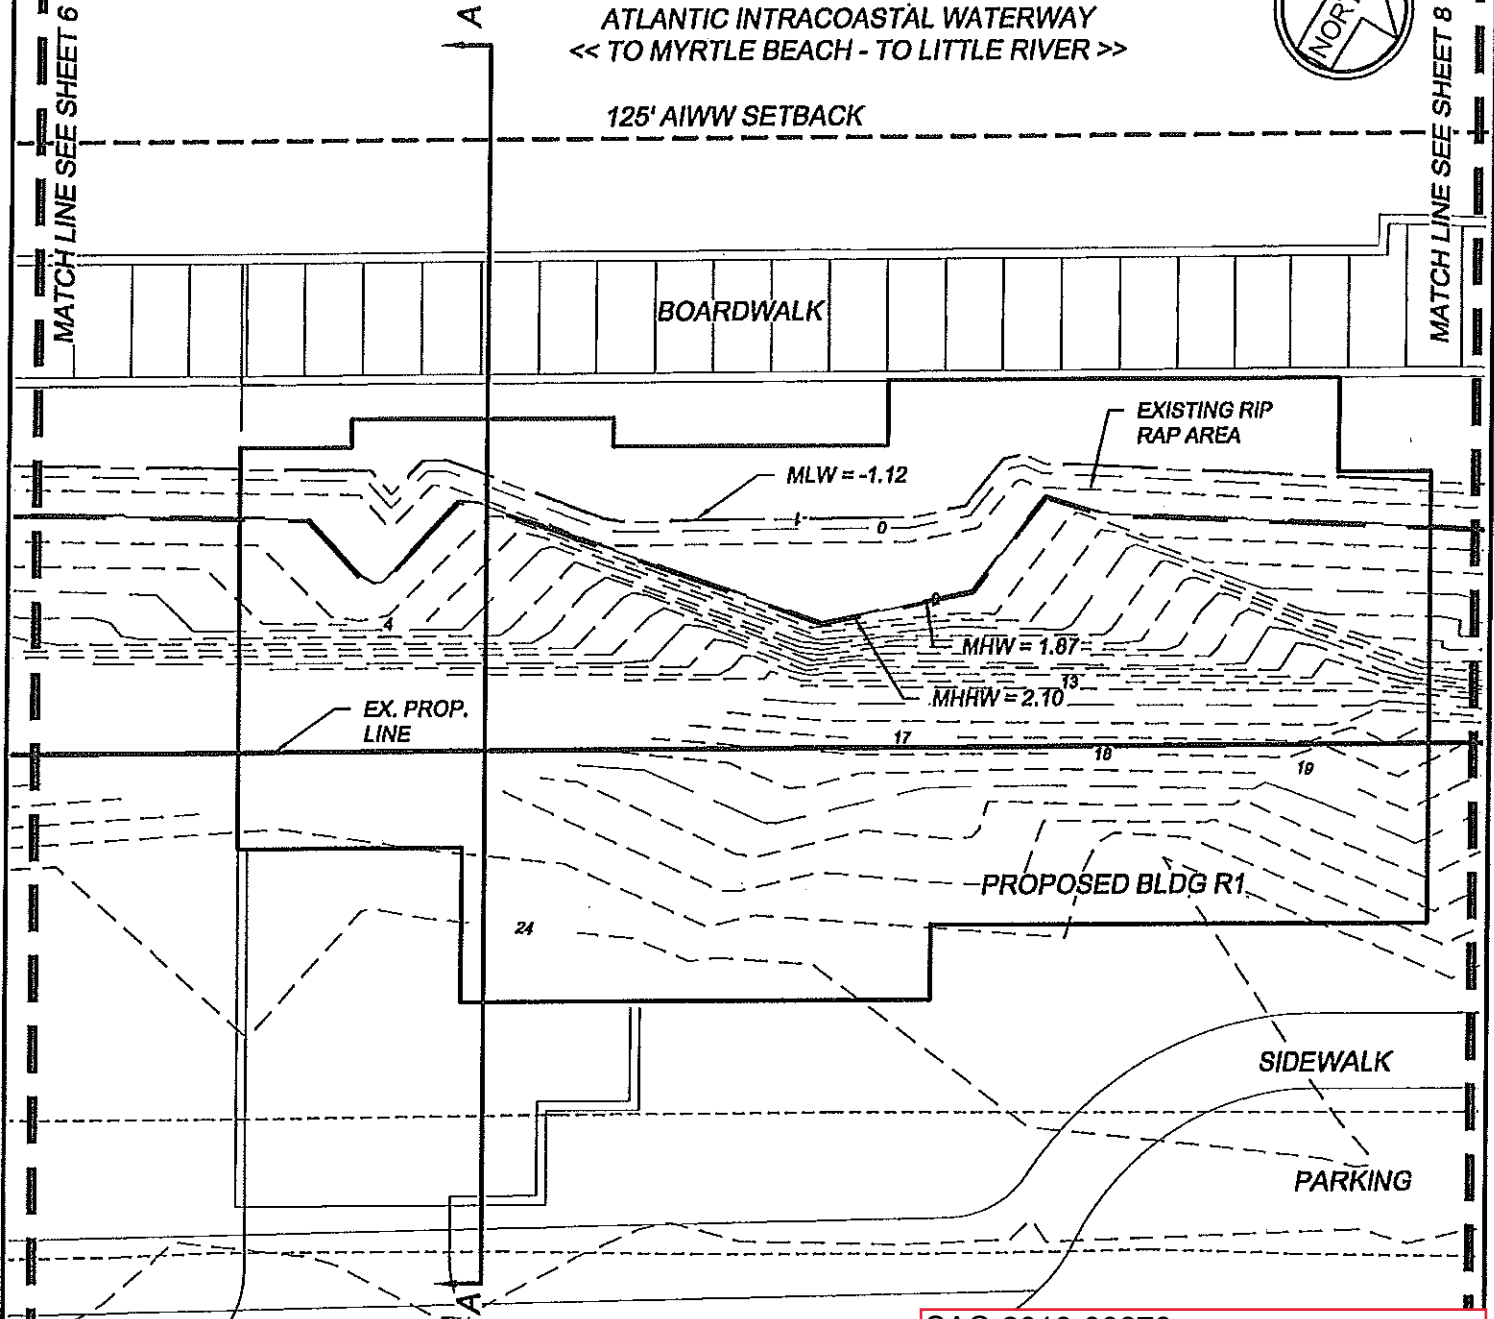 ATLANTIC INTRACOASTAL WATERWAY
<< TO MYRTLE BEACH - TO LITTLE RIVER >>
125' AIWW SETBACK
MATCH LINE SEE SHEET 6
MATCH LINE SEE SHEET 8
A
BOARDWALK
EXISTING RIP
RAP AREA
MLW = -1.12
0
4
MHW = 1.87
13
MHHW = 2.10
EX. PROP.
LINE
17
18
19
PROPOSED BLDG R1
24
SIDEWALK
PARKING
A